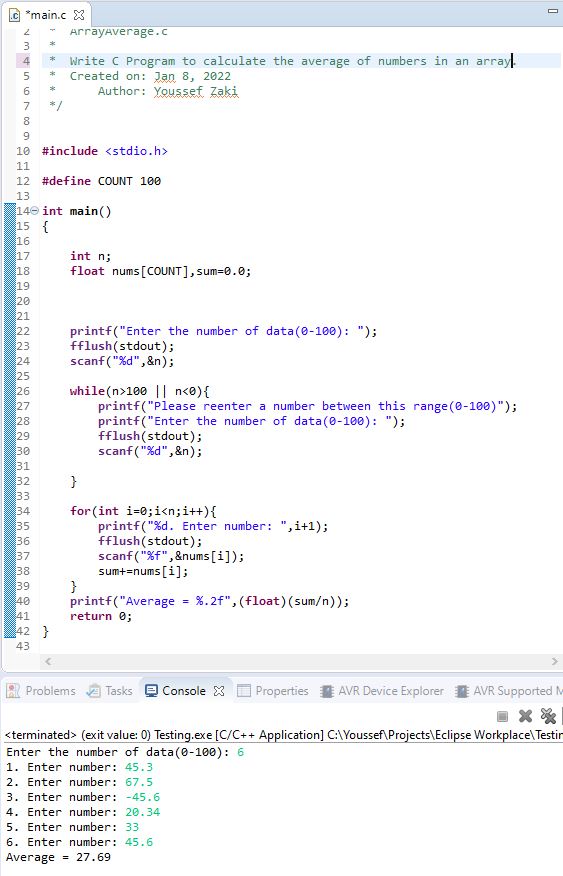 *main.c
2 * ArrayAverage.c
3 *
4 * Write C Program to calculate the average of numbers in an array.
5 * Created on: Jan 8, 2022
6 * Author: Youssef Zaki
7 */
8
9
10 #include <stdio.h>
11
12 #define COUNT 100
13
14 int main()
15 {
16
17 int n;
18 float nums[COUNT],sum=0.0;
19
20
21
22 printf("Enter the number of data(0-100): ");
23 fflush(stdout);
24 scanf("%d",&n);
25
26 while(n>100 || n<0){
27 printf("Please reenter a number between this range(0-100)");
28 printf("Enter the number of data(0-100): ");
29 fflush(stdout);
30 scanf("%d",&n);
31
32 }
33
34 for(int i=0;i<n;i++){
35 printf("%d. Enter number: ",i+1);
36 fflush(stdout);
37 scanf("%f",&nums[i]);
38 sum+=nums[i];
39 }
40 printf("Average = %.2f",(float)(sum/n));
41 return 0;
42 }
43
Problems Tasks Console Properties AVR Device Explorer AVR Supported M
<terminated> (exit value: 0) Testing.exe [C/C++ Application] C:\Youssef\Projects\Eclipse Workplace\Testin
Enter the number of data(0-100): 6
1. Enter number: 45.3
2. Enter number: 67.5
3. Enter number: -45.6
4. Enter number: 20.34
5. Enter number: 33
6. Enter number: 45.6
Average = 27.69